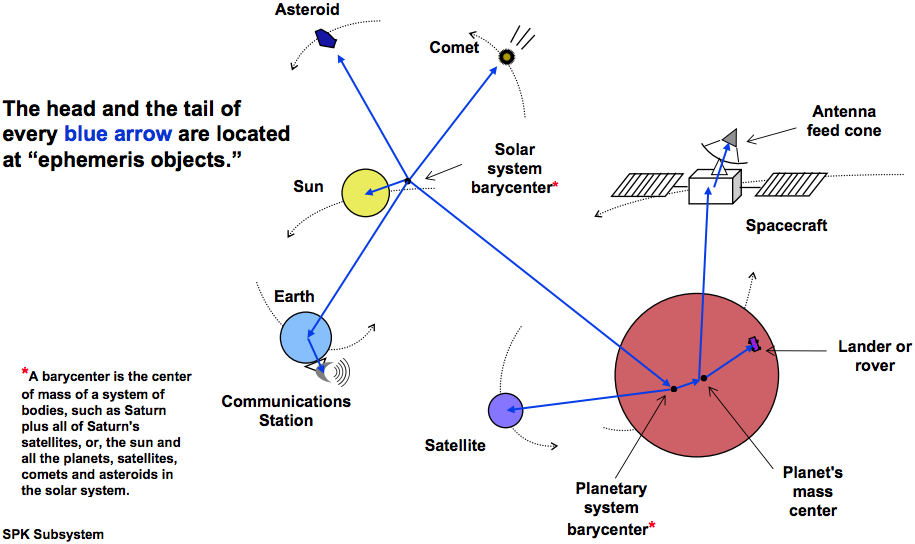 Asteroid
Comet
The head and the tail of
every blue arrow are located
at “ephemeris objects.”
Antenna
feed cone
Solar
system
barycenter*
Sun
Spacecraft
Earth
Lander or
rover
*A barycenter is the center
of mass of a system of
bodies, such as Saturn
plus all of Saturn's
satellites, or, the sun and
all the planets, satellites,
comets and asteroids in
the solar system.
Communications
Station
Satellite
Planet's
mass
center
Planetary
system
barycenter*
SPK Subsystem